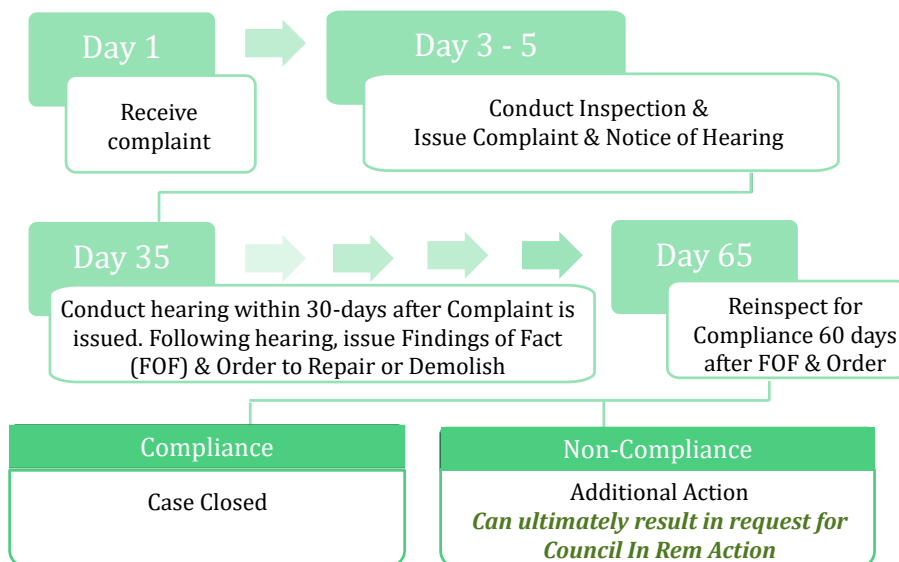 Day 1
Receive
complaint
Day 3 - 5
Conduct Inspection &
Issue Complaint & Notice of Hearing
Day 35
Conduct hearing within 30-days after Complaint is
issued. Following hearing, issue Findings of Fact
(FOF) & Order to Repair or Demolish
Day 65
Reinspect for
Compliance 60 days
after FOF & Order
Compliance
Case Closed
Non-Compliance
Additional Action
Can ultimately result in request for
Council In Rem Action